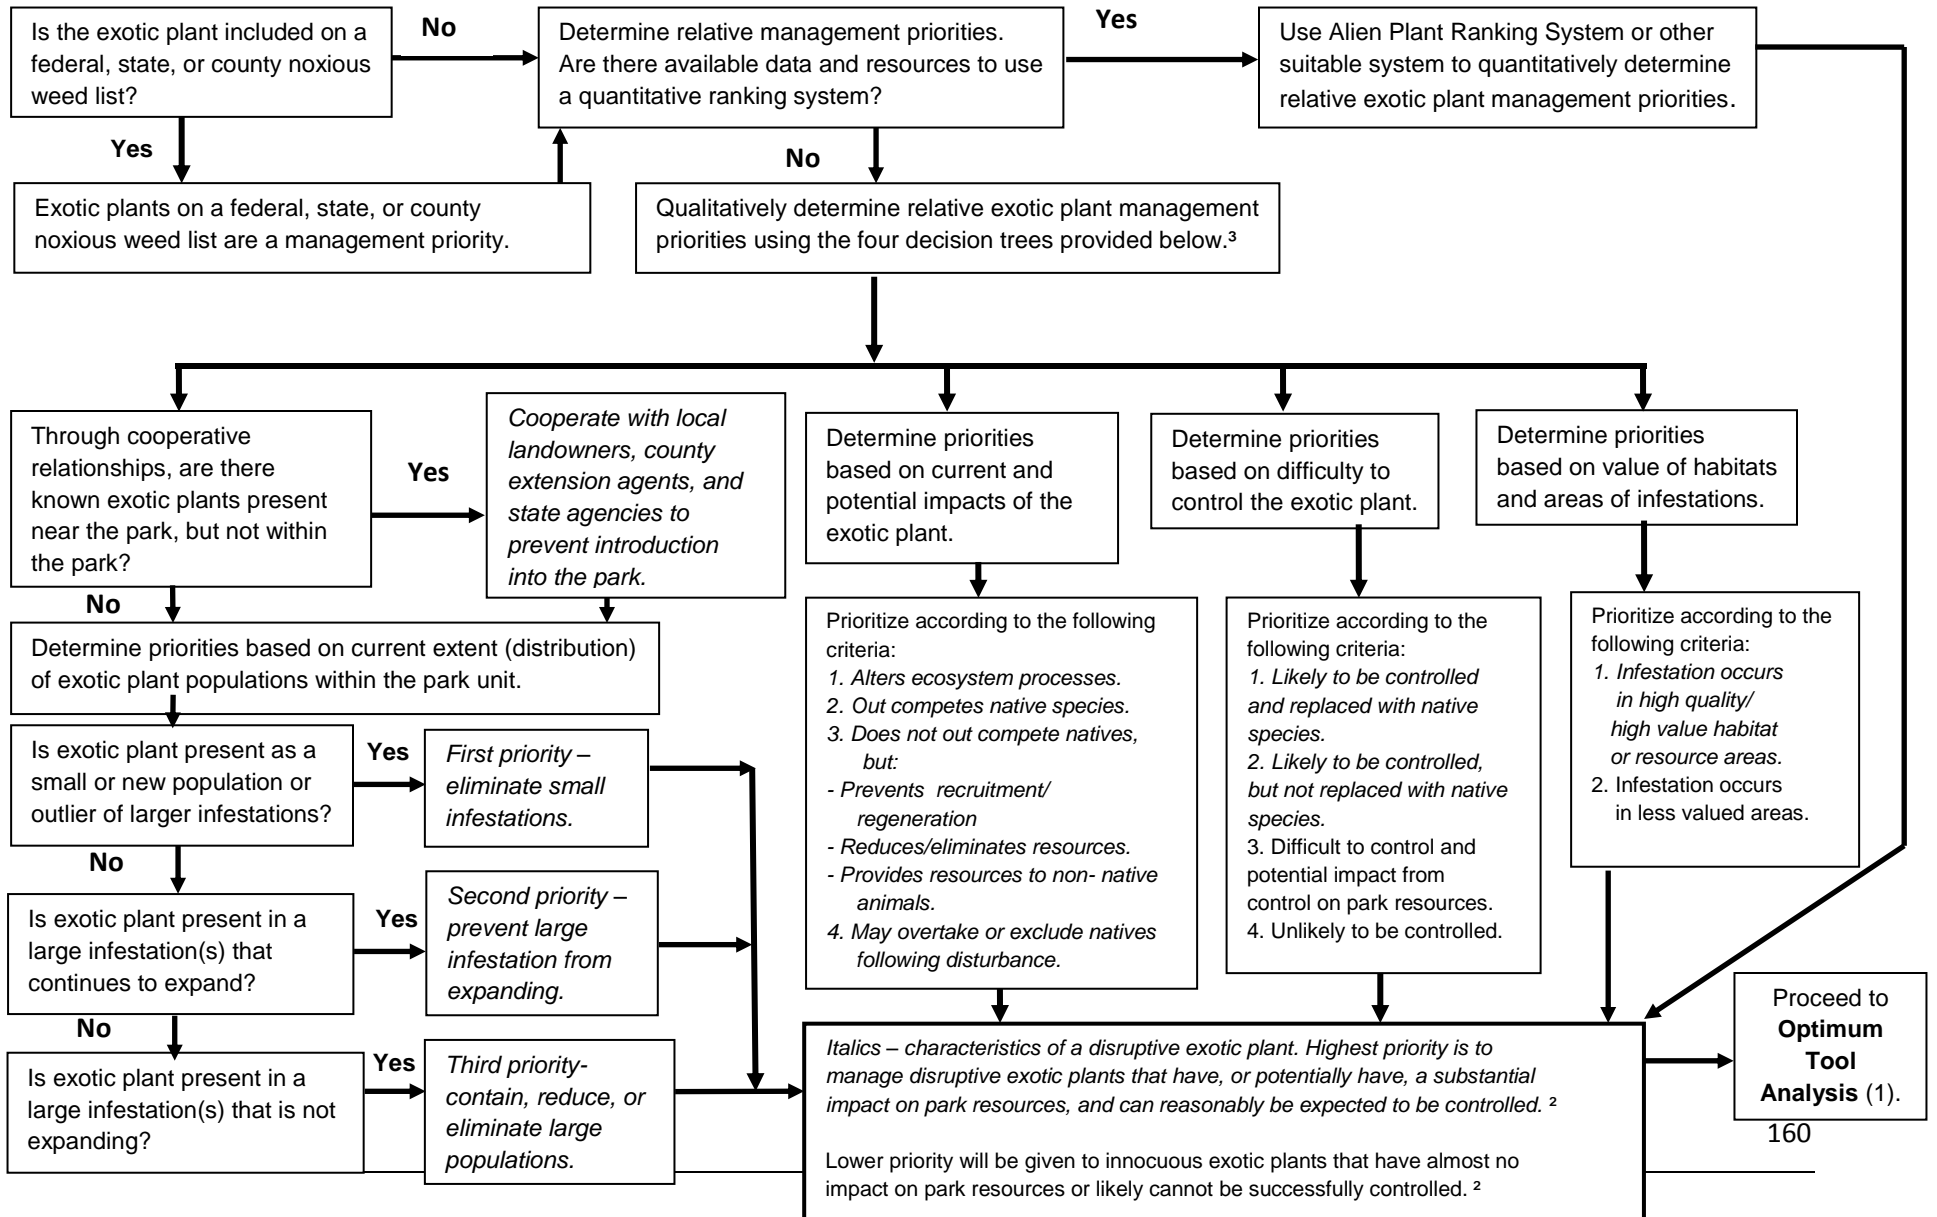 Is the exotic plant included on a
federal, state, or county noxious
weed list?
No
Determine relative management priorities.
Are there available data and resources to use
a quantitative ranking system?
Yes
Use Alien Plant Ranking System or other
suitable system to quantitatively determine
relative exotic plant management priorities.
Yes
No
Exotic plants on a federal, state, or county
noxious weed list are a management priority.
Qualitatively determine relative exotic plant management
priorities using the four decision trees provided below.³
Through cooperative
relationships, are there
known exotic plants present
near the park, but not within
the park?
Yes
Cooperate with local
landowners, county
extension agents, and
state agencies to
prevent introduction
into the park.
No
Determine priorities based on current extent (distribution)
of exotic plant populations within the park unit.
Is exotic plant present as a
small or new population or
outlier of larger infestations?
Yes
First priority –
eliminate small
infestations.
No
Is exotic plant present in a
large infestation(s) that
continues to expand?
Yes
Second priority –
prevent large
infestation from
expanding.
No
Is exotic plant present in a
large infestation(s) that is not
expanding?
Yes
Third priority-
contain, reduce, or
eliminate large
populations.
Determine priorities
based on current and
potential impacts of the
exotic plant.
Prioritize according to the following
criteria:
1. Alters ecosystem processes.
2. Out competes native species.
3. Does not out compete natives,
but:
- Prevents recruitment/
regeneration
- Reduces/eliminates resources.
- Provides resources to non- native
animals.
4. May overtake or exclude natives
following disturbance.
Determine priorities
based on difficulty to
control the exotic plant.
Prioritize according to the
following criteria:
1. Likely to be controlled
and replaced with native
species.
2. Likely to be controlled,
but not replaced with native
species.
3. Difficult to control and
potential impact from
control on park resources.
4. Unlikely to be controlled.
Determine priorities
based on value of habitats
and areas of infestations.
Prioritize according to the
following criteria:
1. Infestation occurs
in high quality/
high value habitat
or resource areas.
2. Infestation occurs
in less valued areas.
Italics – characteristics of a disruptive exotic plant. Highest priority is to
manage disruptive exotic plants that have, or potentially have, a substantial
impact on park resources, and can reasonably be expected to be controlled. ²
Lower priority will be given to innocuous exotic plants that have almost no
impact on park resources or likely cannot be successfully controlled. ²
Proceed to
Optimum
Tool
Analysis (1).
160